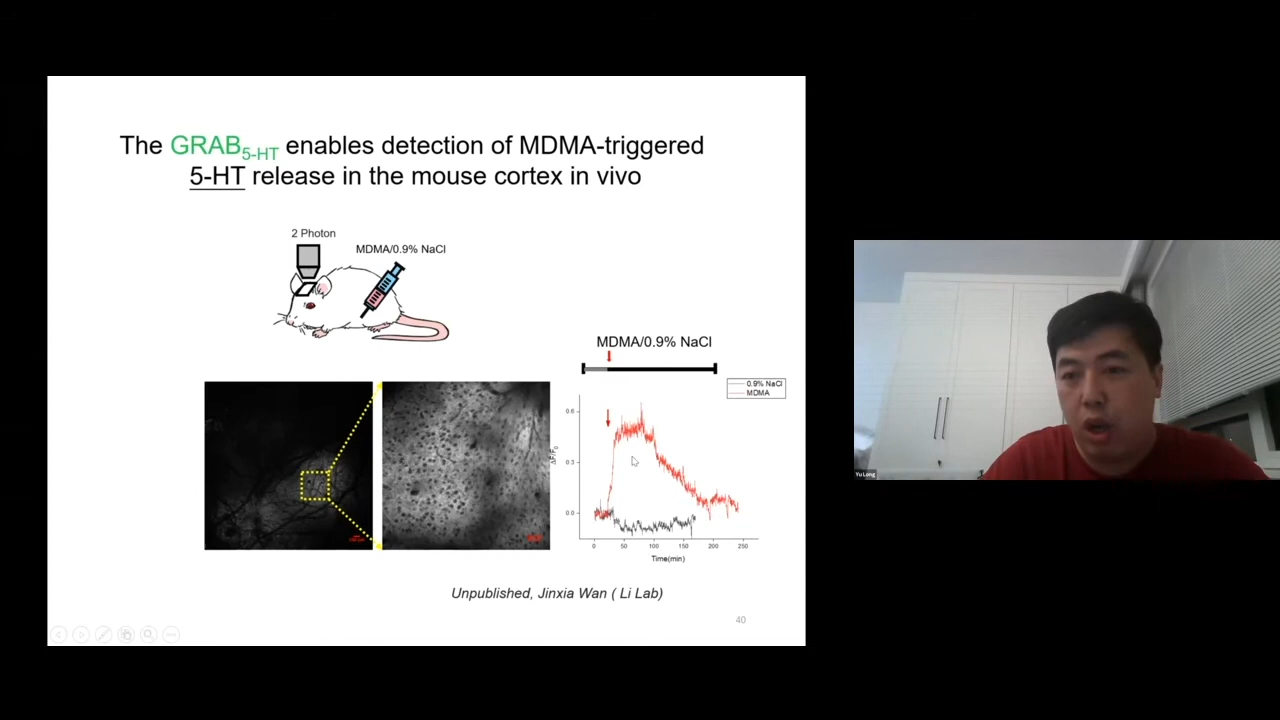 The GRAB5-HT enables detection of MDMA-triggered
5-HT release in the mouse cortex in vivo
2 Photon
MDMA/0.9% NaCl
MDMA/0.9% NaCl
0.9% NaCl
MDMA
0.6
0.3
0.0
ΔF/F0
0 50 100 150 200 250
Time(min)
Unpublished, Jinxia Wan ( Li Lab)
40
Yu Long